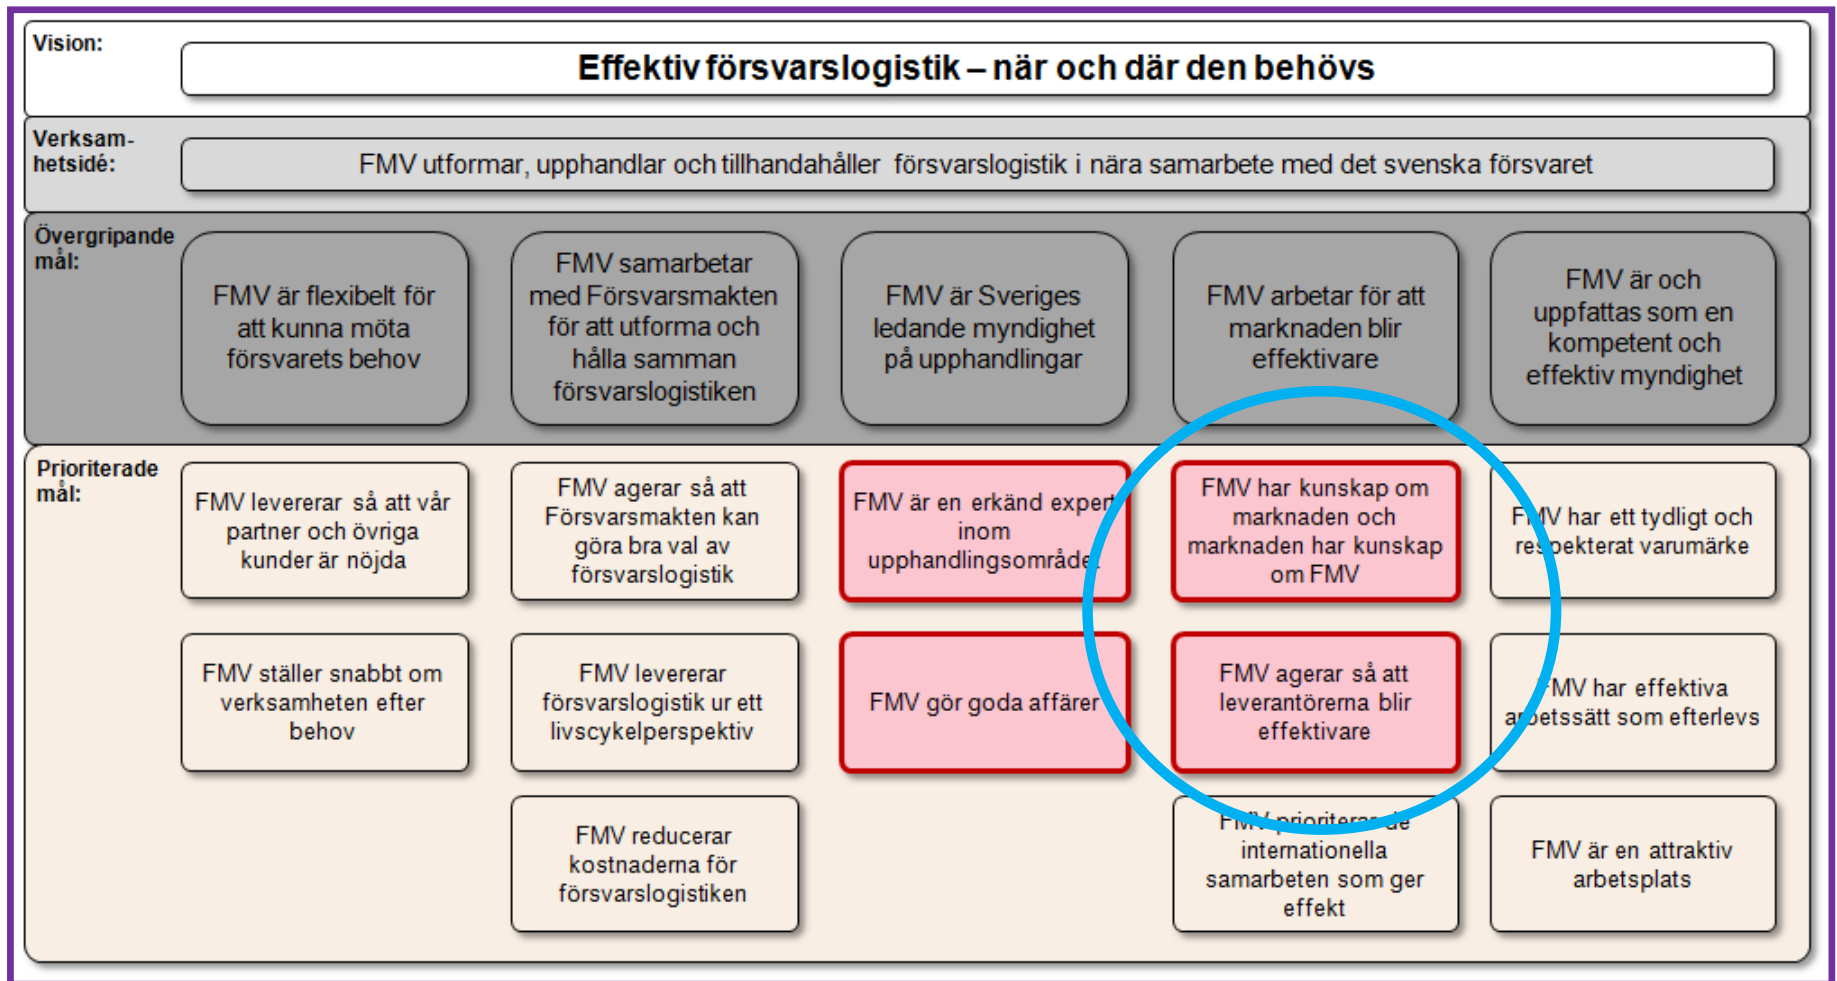 Vision:
Effektiv försvarslogistik – när och där den behövs
Verksam-
hetsidé:
FMV utformar, upphandlar och tillhandahåller försvarslogistik i nära samarbete med det svenska försvaret
Övergripande
mål:
FMV är flexibelt för
att kunna möta
försvarets behov
FMV samarbetar
med Försvarsmakten
för att utforma och
hålla samman
försvarslogistiken
FMV är Sveriges
ledande myndighet
på upphandlingar
FMV arbetar för att
marknaden blir
effektivare
FMV är och
uppfattas som en
kompetent och
effektiv myndighet
Prioriterade
mål:
FMV levererar så att vår
partner och övriga
kunder är nöjda
FMV agerar så att
Försvarsmakten kan
göra bra val av
försvarslogistik
FMV är en erkänd expert
inom
upphandlingsområdet
FMV har kunskap om
marknaden och
marknaden har kunskap
om FMV
FMV har ett tydligt och
respekterat varumärke
FMV ställer snabbt om
verksamheten efter
behov
FMV levererar
försvarslogistik ur ett
livscykelperspektiv
FMV gör goda affärer
FMV agerar så att
leverantörerna blir
effektivare
FMV har effektiva
arbetssätt som efterlevs
FMV reducerar
kostnaderna för
försvarslogistiken
FMV prioriterar de
internationella
samarbeten som ger
effekt
FMV är en attraktiv
arbetsplats